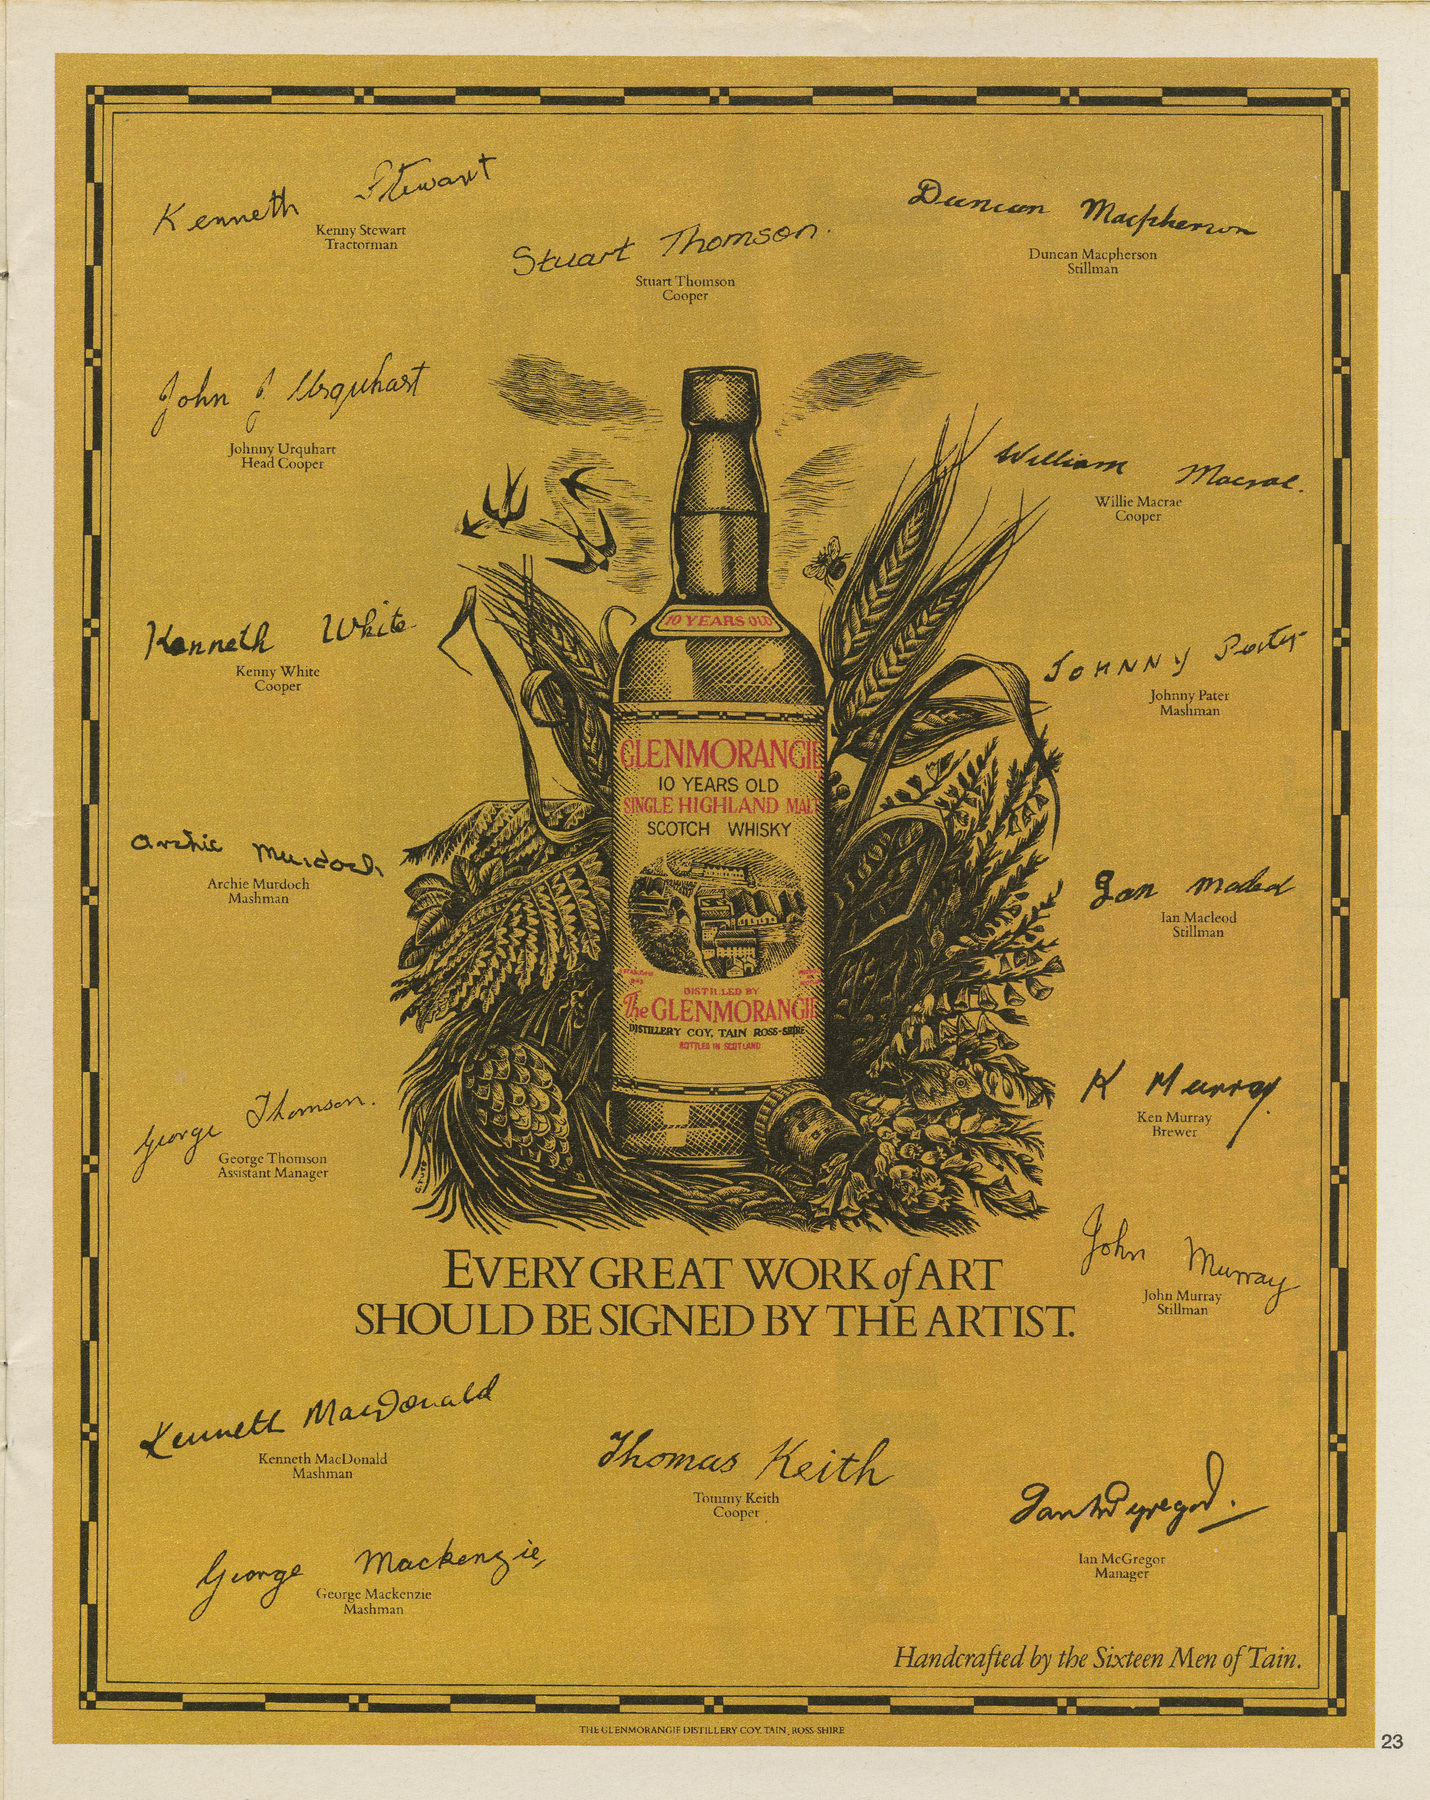 Kenneth Stewart
Kenny Stewart
Tractorman
Stuart Thomson.
Stuart Thomson
Cooper
Duncan Macpherson
Duncan Macpherson
Stillman
John J Urquhart
Johnny Urquhart
Head Cooper
William Macrae.
Willie Macrae
Cooper
Kenneth White
Kenny White
Cooper
JOHNNY Pater
Johnny Pater
Mashman
Archie Murdoch
Archie Murdoch
Mashman
Ian Macleod
Ian Macleod
Stillman
George Thomson.
George Thomson
Assistant Manager
K Murray.
Ken Murray
Brewer
John Murray
John Murray
Stillman
10 YEARS OLD
GLENMORANGIE
10 YEARS OLD
SINGLE HIGHLAND MALT
SCOTCH WHISKY
DISTILLED BY
The GLENMORANGIE
DISTILLERY COY, TAIN ROSS-SHIRE
BOTTLED IN SCOTLAND
EVERY GREAT WORK of ART
SHOULD BE SIGNED BY THE ARTIST.
Kenneth MacDonald
Kenneth MacDonald
Mashman
Thomas Keith
Tommy Keith
Cooper
Ian McGregor.
Ian McGregor
Manager
George Mackenzie,
George Mackenzie
Mashman
Handcrafted by the Sixteen Men of Tain.
THE GLENMORANGIE DISTILLERY COY. TAIN, ROSS-SHIRE
23